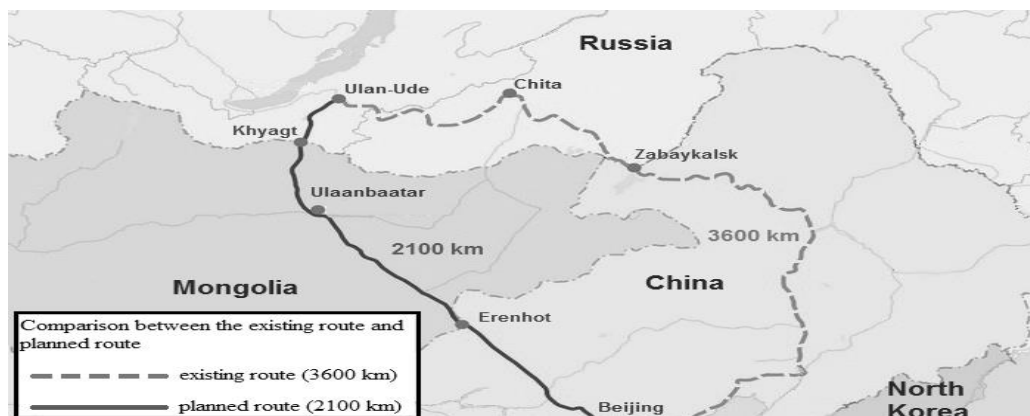 Russia
Ulan-Ude
Chita
Khyagt
Zabaykalsk
Ulaanbaatar
3600 km
2100 km
Mongolia
China
Erenhot
Comparison between the existing route and
planned route
existing route (3600 km)
planned route (2100 km)
Beijing
North
Korea